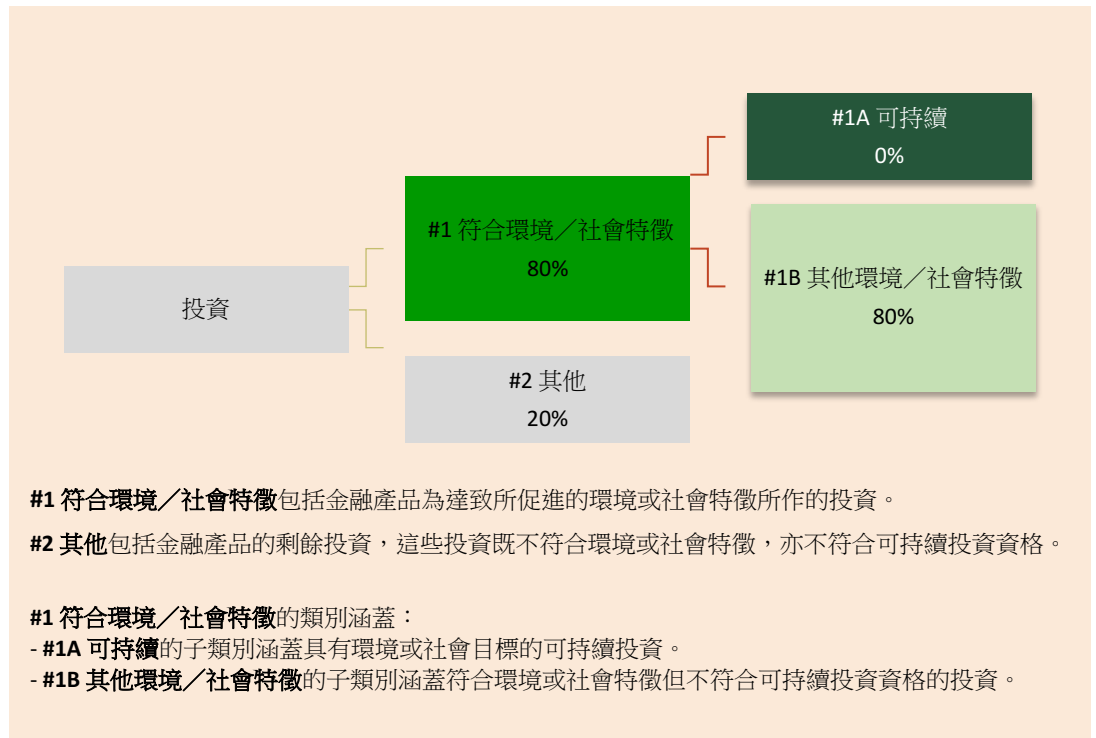 #1A 可持續
0%
#1 符合環境／社會特徵
80%
#1B 其他環境／社會特徵
80%
投資
#2 其他
20%
#1 符合環境／社會特徵包括金融產品為達致所促進的環境或社會特徵所作的投資。
#2 其他包括金融產品的剩餘投資，這些投資既不符合環境或社會特徵，亦不符合可持續投資資格。
#1 符合環境／社會特徵的類別涵蓋：
- #1A 可持續的子類別涵蓋具有環境或社會目標的可持續投資。
- #1B 其他環境／社會特徵的子類別涵蓋符合環境或社會特徵但不符合可持續投資資格的投資。